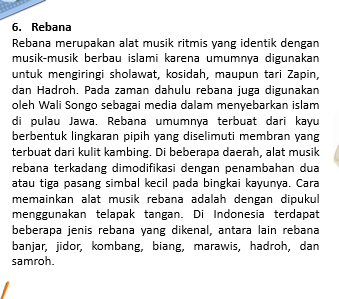 6. Rebana
Rebana merupakan alat musik ritmis yang identik dengan
musik-musik berbau islami karena umumnya digunakan
untuk mengiringi sholawat, kosidah, maupun tari Zapin,
dan Hadroh. Pada zaman dahulu rebana juga digunakan
oleh Wali Songo sebagai media dalam menyebarkan islam
di pulau Jawa. Rebana umumnya terbuat dari kayu
berbentuk lingkaran pipih yang diselimuti membran yang
terbuat dari kulit kambing. Di beberapa daerah, alat musik
rebana terkadang dimodifikasi dengan penambahan dua
atau tiga pasang simbal kecil pada bingkai kayunya. Cara
memainkan alat musik rebana adalah dengan dipukul
menggunakan telapak tangan. Di Indonesia terdapat
beberapa jenis rebana yang dikenal, antara lain rebana
banjar, jidor, kombang, biang, marawis, hadroh, dan
samroh.